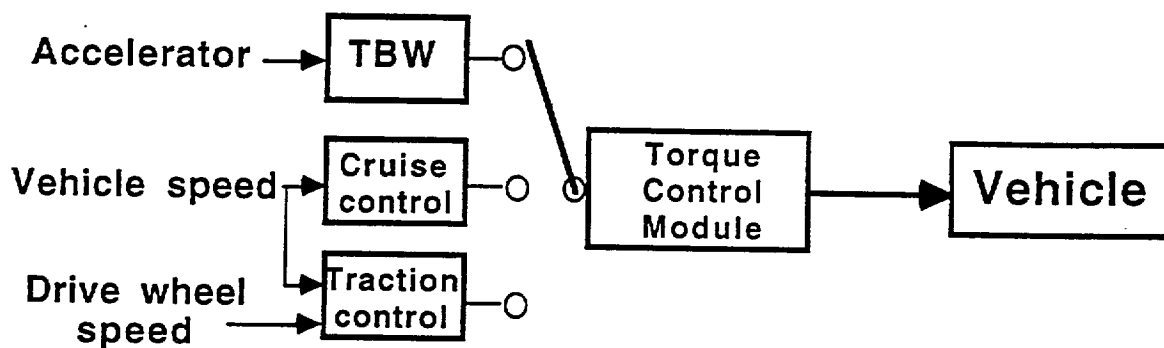 Accelerator
TBW
Vehicle speed
Cruise
control
Torque
Control
Module
Vehicle
Drive wheel
speed
Traction
control